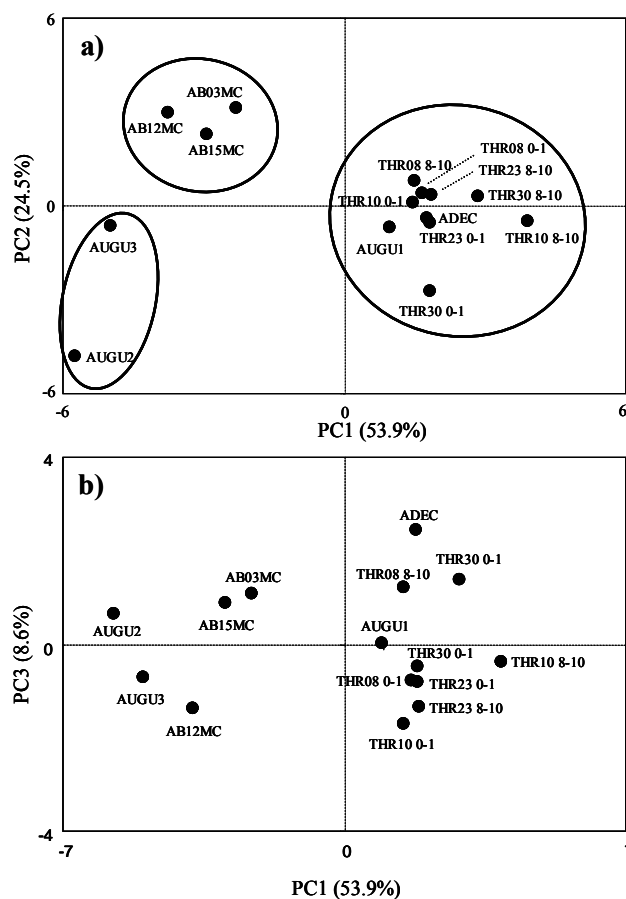 6
a)
AB03MC
AB12MC
AB15MC
THR08 0-1
THR08 8-10
THR23 8-10
THR30 8-10
THR10 0-1
PC2 (24.5%)
0
ADEC
AUGU3
AUGU1
THR23 0-1
THR10 8-10
THR30 0-1
AUGU2
-6
-6
0
6
PC1 (53.9%)
4
b)
ADEC
THR30 0-1
AB03MC
THR08 8-10
AB15MC
AUGU2
AUGU1
PC3 (8.6%)
0
THR30 0-1
THR10 8-10
AUGU3
THR08 0-1
THR23 0-1
THR23 8-10
AB12MC
THR10 0-1
-4
-7
0
PC1 (53.9%)